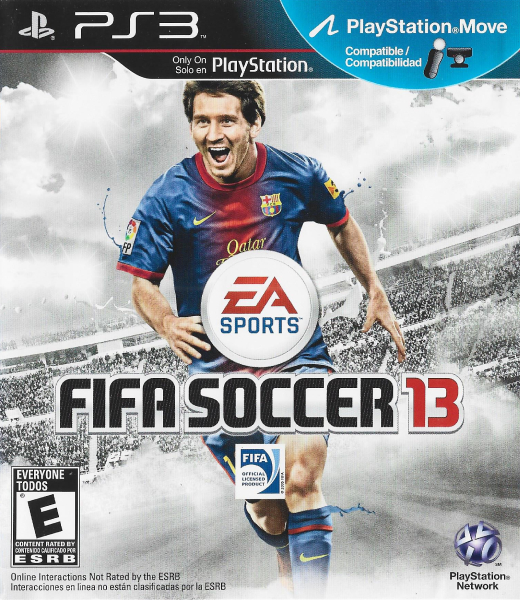 PS3
PlayStation®Move
Only On
Solo en PlayStation®
Compatible /
Compatibilidad
LFP
Qatar
EA
SPORTS™
FIFA SOCCER 13
FIFA®
OFFICIAL
LICENSED
PRODUCT
EVERYONE
TODOS
E®
CONTENT RATED BY
CONTENIDO CALIFICADO POR
ESRB
Online Interactions Not Rated by the ESRB
Interacciones en línea no están clasificadas por la ESRB
PlayStation®
Network